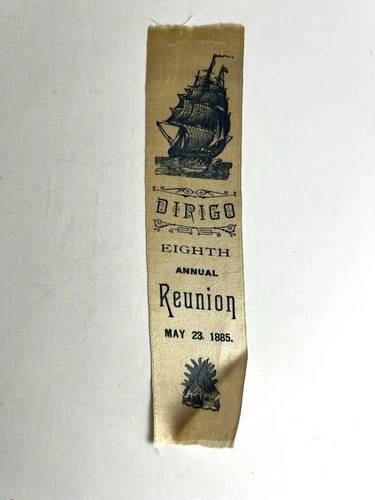 DIRIGO
EIGHTH
ANNUAL
Reunion
MAY 23, 1885.